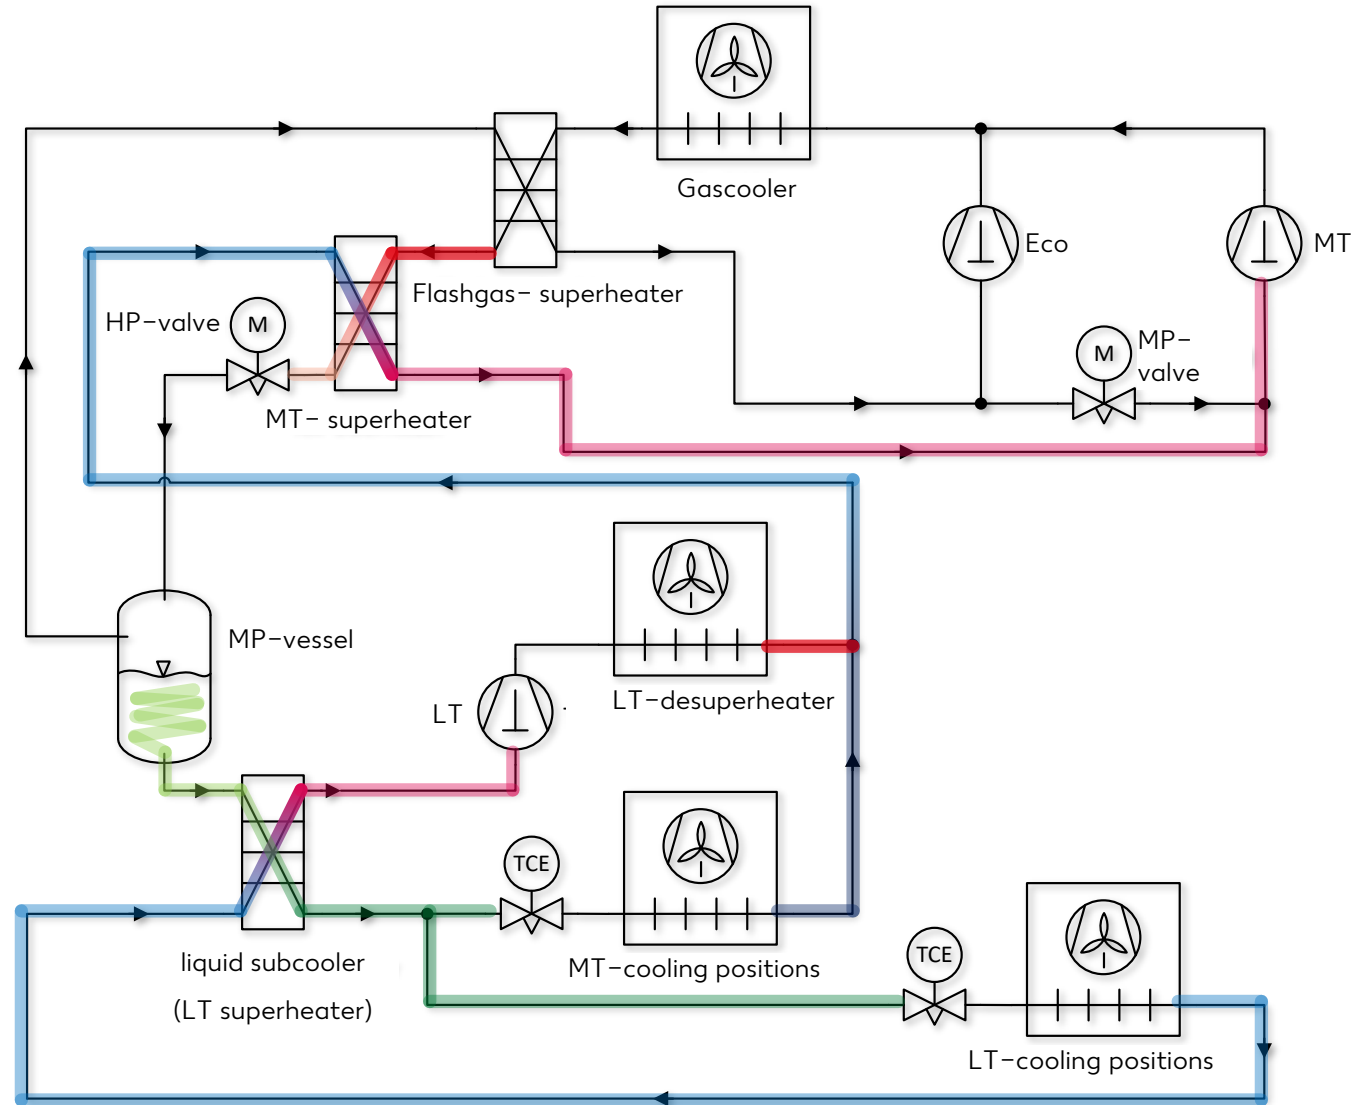 Gascooler
Eco
MT
Flashgas- superheater
HP-valve
M
MP-
valve
M
MT- superheater
MP-vessel
LT
LT-desuperheater
TCE
MT-cooling positions
liquid subcooler
(LT superheater)
TCE
LT-cooling positions